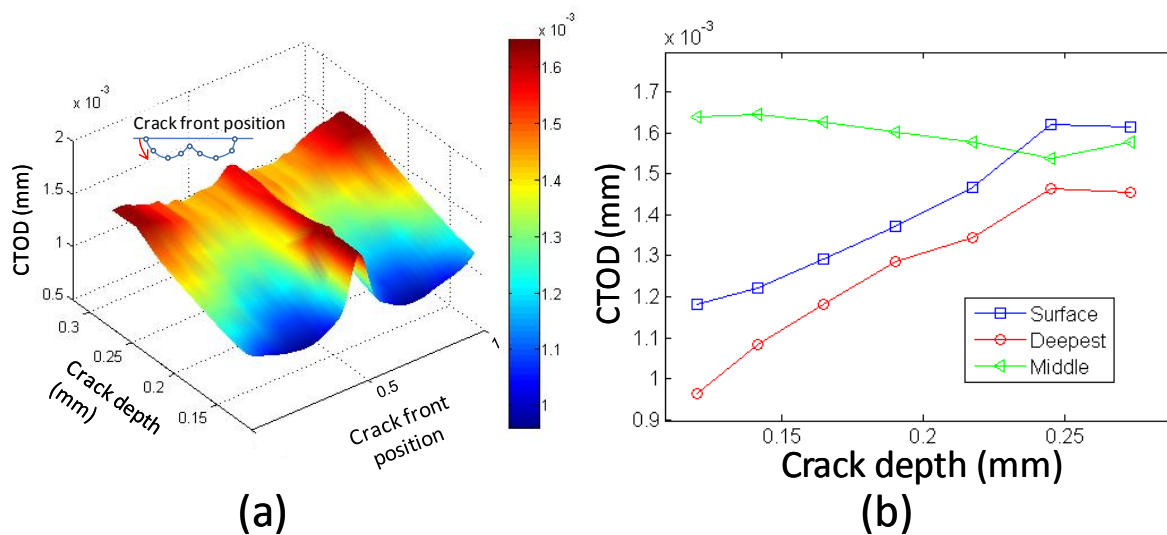 x 10⁻³
2
1.5
1
0.5
CTOD (mm)
Crack front position
0.3
0.25
0.2
0.15
Crack depth
(mm)
0.5
1
Crack front
position
x 10⁻³
1.6
1.5
1.4
1.3
1.2
1.1
1
(a)
x 10⁻³
1.7
1.6
1.5
1.4
1.3
1.2
1.1
1
0.9
CTOD (mm)
Surface
Deepest
Middle
0.15
0.2
0.25
Crack depth (mm)
(b)